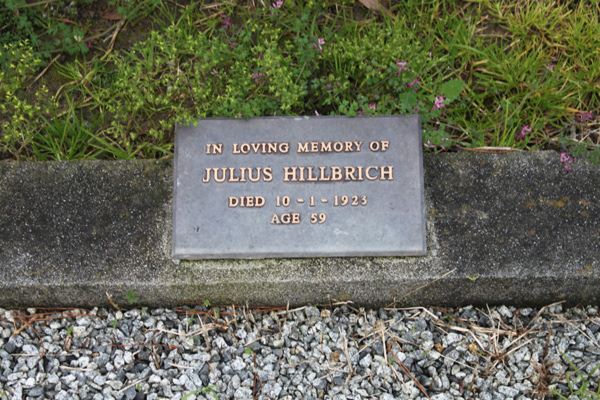 IN LOVING MEMORY OF
JULIUS HILLBRICH
DIED 10-1-1923
AGE 59